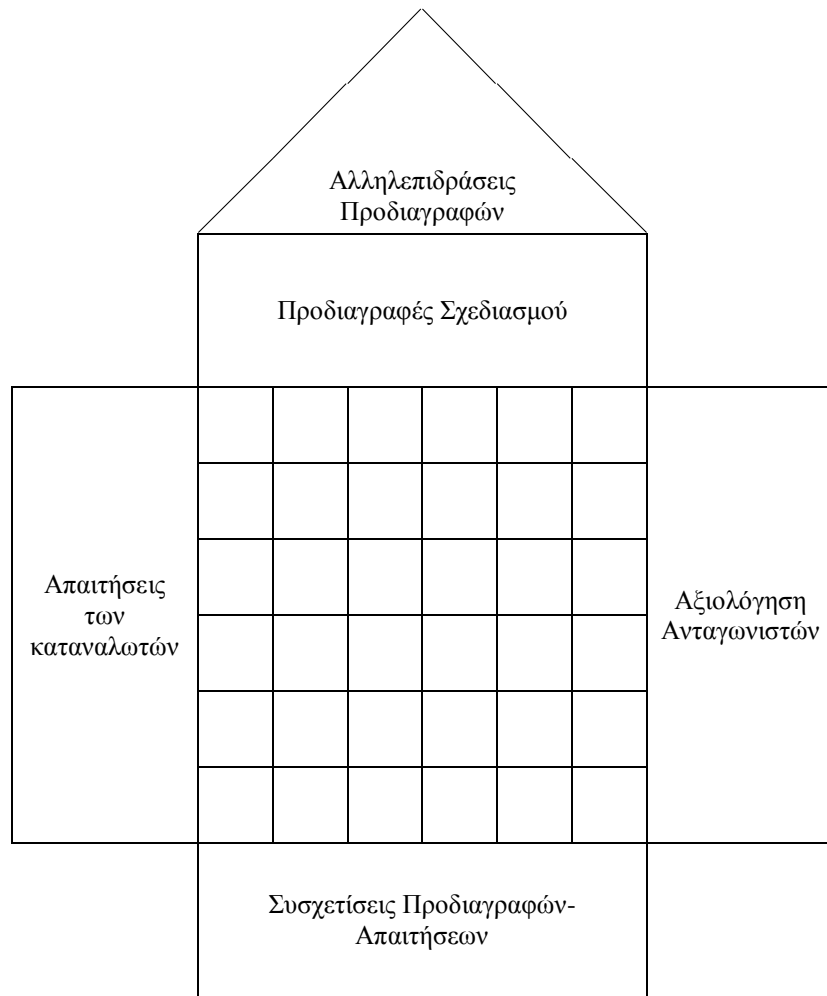 Αλληλεπιδράσεις
Προδιαγραφών
Προδιαγραφές Σχεδιασμού
Απαιτήσεις
των
καταναλωτών
Αξιολόγηση
Ανταγωνιστών
Συσχετίσεις Προδιαγραφών-
Απαιτήσεων